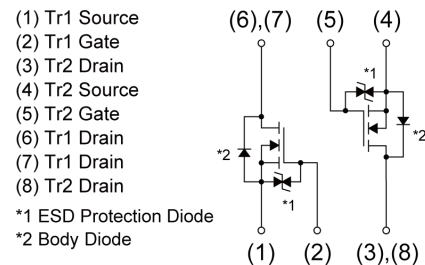 (1) Tr1 Source
(2) Tr1 Gate
(3) Tr2 Drain
(4) Tr2 Source
(5) Tr2 Gate
(6) Tr1 Drain
(7) Tr1 Drain
(8) Tr2 Drain
*1 ESD Protection Diode
*2 Body Diode
(6),(7) (5) (4)
*1
*2
*2
*1
(1) (2) (3),(8)